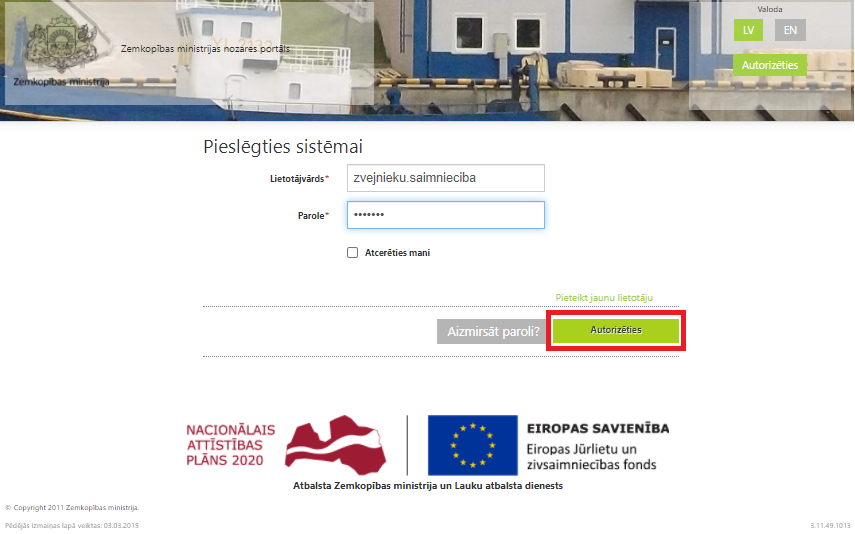 Valoda
LV EN
Autorizēties
Zemkopības ministrijas nozares portāls
Zemkopības ministrija
Pieslēgties sistēmai
Lietotājvārds*
zvejnieku.saimnieciba
Parole*
•••••••
Atcerēties mani
Pieteikt jaunu lietotāju
Aizmirsāt paroli?
Autorizēties
NACIONĀLAIS
ATTĪSTĪBAS
PLĀNS 2020
EIROPAS SAVIENĪBA
Eiropas Jūrlietu un
zivsaimniecības fonds
Atbalsta Zemkopības ministrija un Lauku atbalsta dienests
© Copyright 2011 Zemkopības ministrija.
Pēdējās izmaiņas lapā veiktas: 03.03.2015
3.11.49.1013